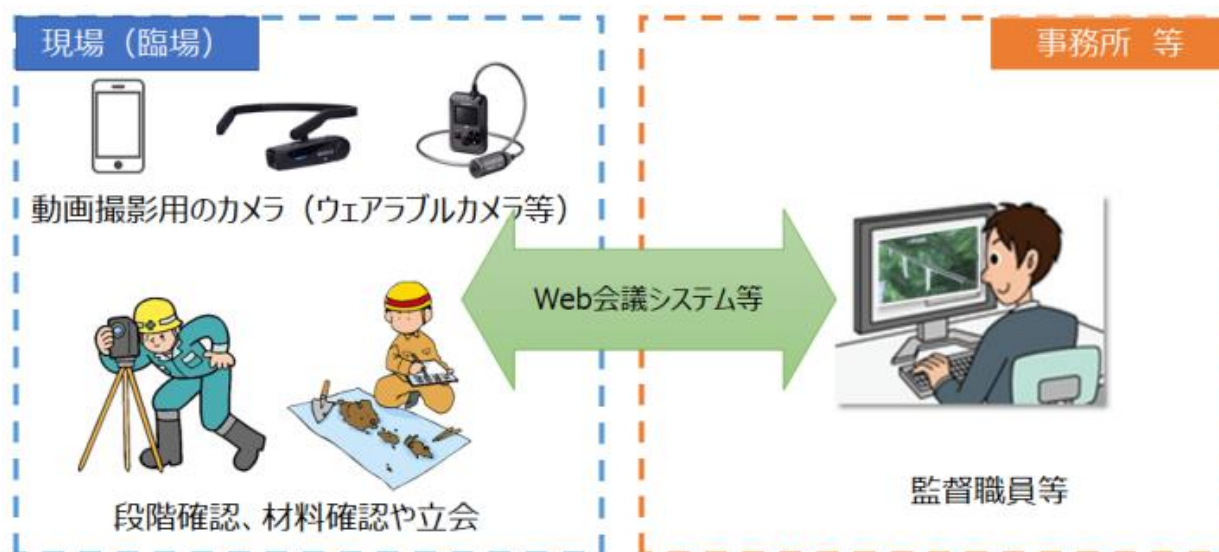 現場（臨場）
事務所 等
動画撮影用のカメラ（ウェアラブルカメラ等）
Web会議システム等
段階確認、材料確認や立会
監督職員等